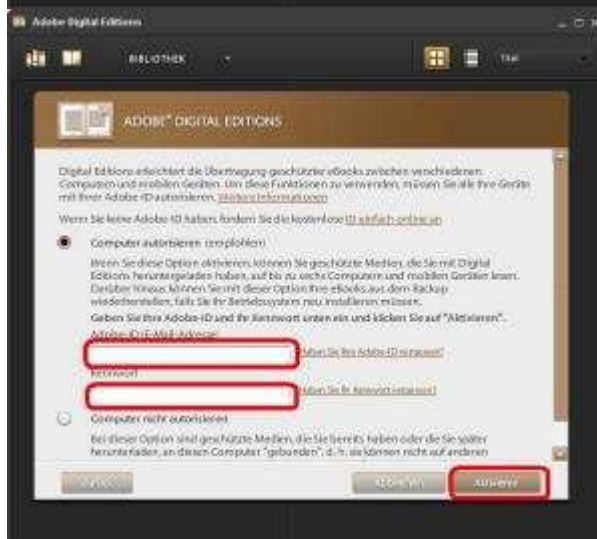 Adobe Digital Editions
BIBLIOTHEK
Titel
ADOBE® DIGITAL EDITIONS
Digital Editions erleichtert die Übertragung geschützter eBooks zwischen verschiedenen
Computern und mobilen Geräten. Um diese Funktionen zu verwenden, müssen Sie alle Ihre Geräte
mit Ihrer Adobe-ID autorisieren. Weitere Informationen
Wenn Sie keine Adobe-ID haben, fordern Sie die kostenlose ID einfach online an
Computer autorisieren (empfohlen)
Wenn Sie diese Option aktivieren, können Sie geschützte Medien, die Sie mit Digital
Editions heruntergeladen haben, auf bis zu sechs Computern und mobilen Geräten lesen.
Darüber hinaus können Sie mit dieser Option Ihre eBooks aus dem Backup
wiederherstellen, falls Sie Ihr Betriebssystem neu installieren müssen.
Geben Sie Ihre Adobe-ID und Ihr Kennwort unten ein und klicken Sie auf "Aktivieren".
Adobe-ID (E-Mail-Adresse)
Haben Sie Ihre Adobe-ID vergessen?
Kennwort
Haben Sie Ihr Kennwort vergessen?
Computer nicht autorisieren
Bei dieser Option sind geschützte Medien, die Sie bereits haben oder die Sie später
herunterladen, an diesen Computer "gebunden", d. h. sie können nicht auf anderen
Zurück
Abbrechen
Aktivieren